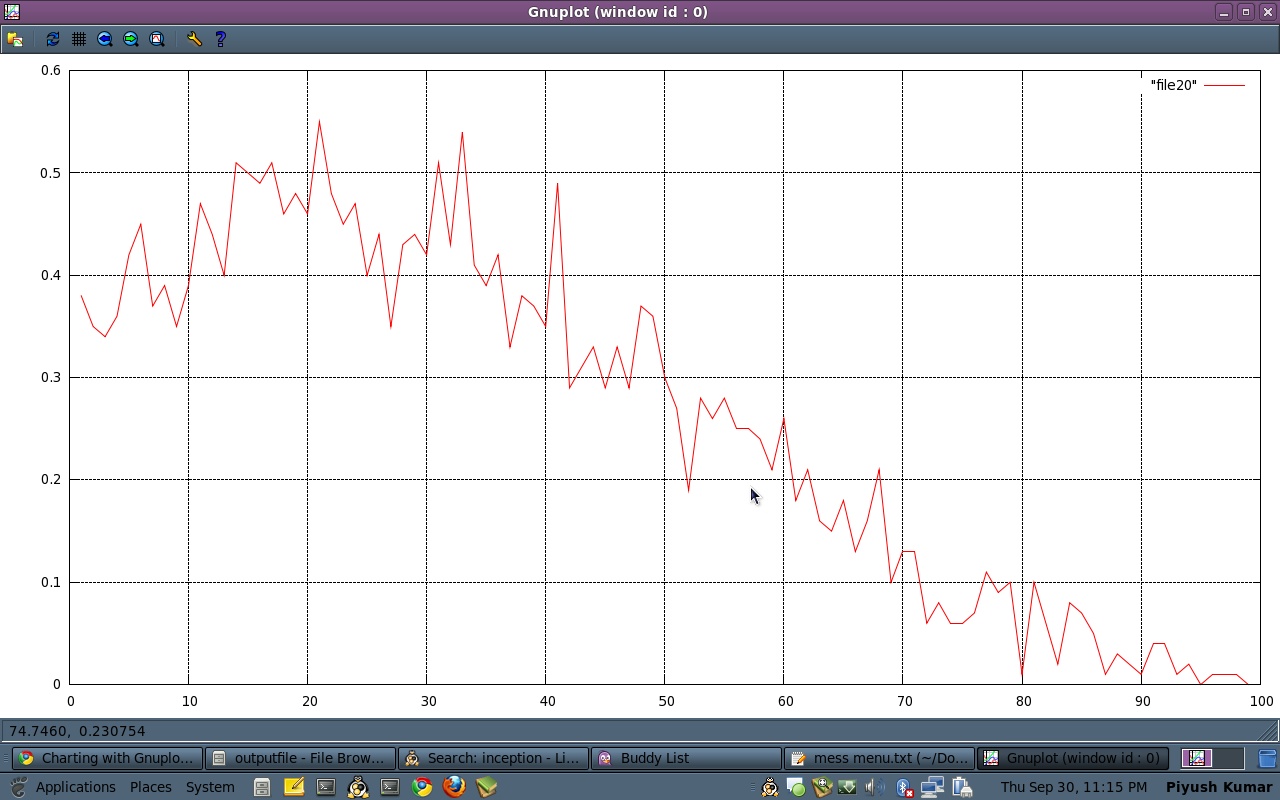 Gnuplot (window id : 0)
0.6
"file20"
0.5
0.4
0.3
0.2
0.1
0
0 10 20 30 40 50 60 70 80 90 100
74.7460, 0.230754
Charting with Gnuplo... outputfile - File Brow... Search: inception - Li... Buddy List mess menu.txt (~/Do... Gnuplot (window id : 0)
Applications Places System Thu Sep 30, 11:15 PM Piyush Kumar